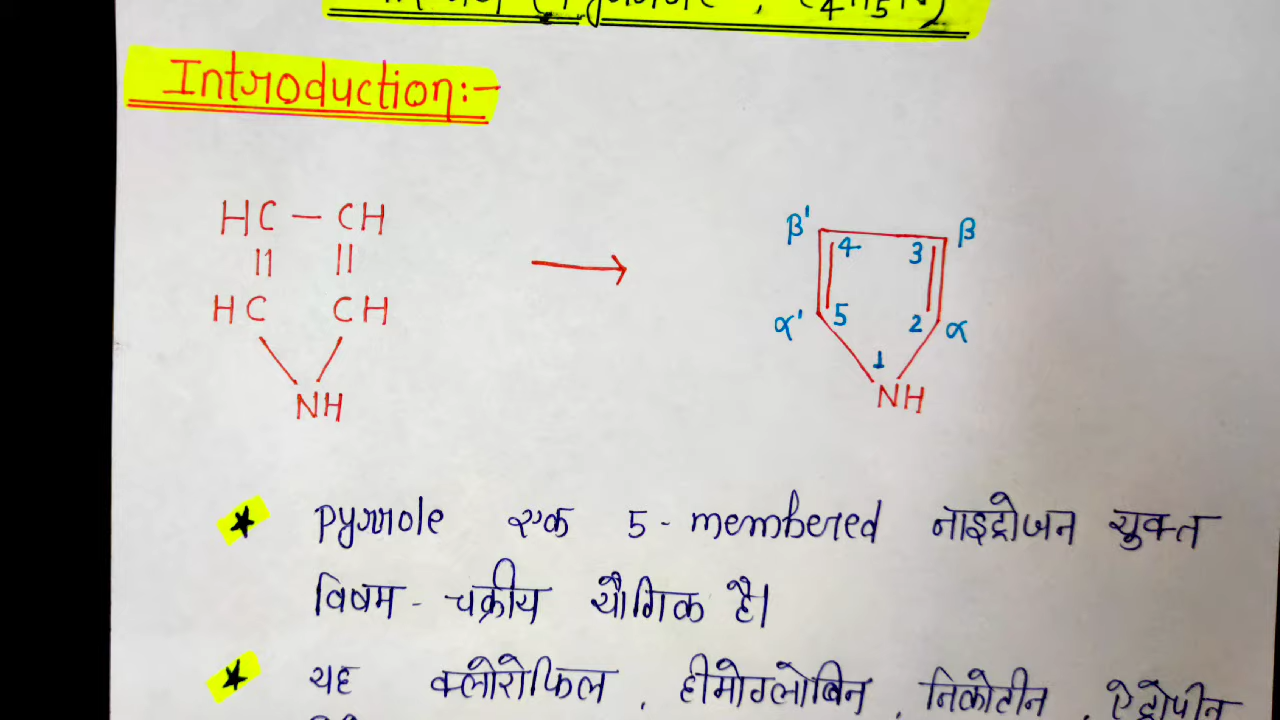 Introduction:-
HC - CH
|| ||
HC CH
NH
→
β' 4 3 β
α' 5 2 α
1
NH
★ Pyrrole एक 5 - membered नाइट्रोजन युक्त
विषम - चक्रीय यौगिक है।
★ यह क्लोरोफिल , हीमोग्लोबिन , निकोटीन , ऐट्रोपीन